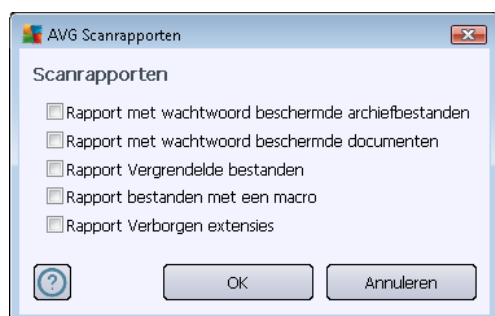 AVG Scanrapporten
Scanrapporten
Rapport met wachtwoord beschermde archiefbestanden
Rapport met wachtwoord beschermde documenten
Rapport Vergrendelde bestanden
Rapport bestanden met een macro
Rapport Verborgen extensies
? OK Annuleren